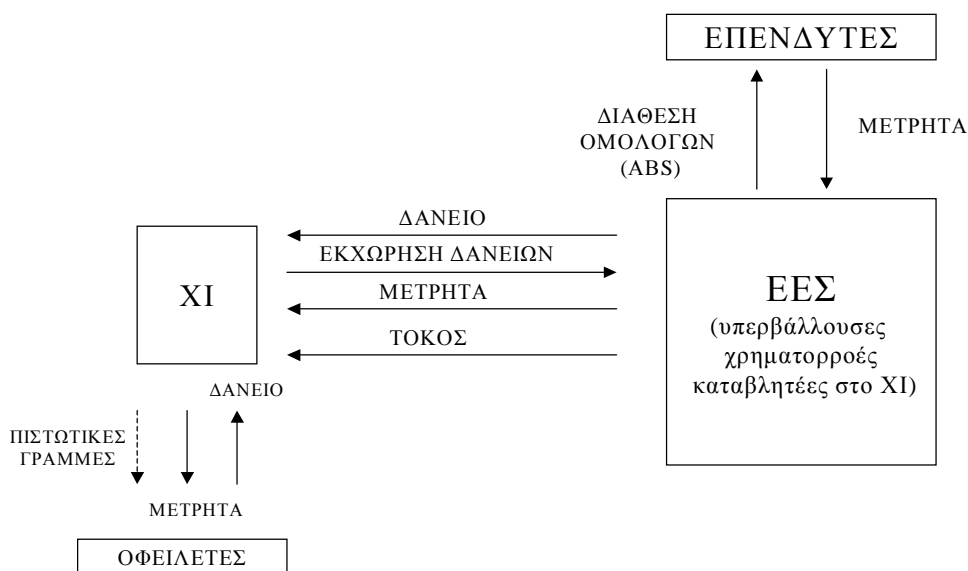 ΕΠΕΝΔΥΤΕΣ
ΔΙΑΘΕΣΗ
ΟΜΟΛΟΓΩΝ
(ABS)
ΜΕΤΡΗΤΑ
ΔΑΝΕΙΟ
ΕΚΧΩΡΗΣΗ ΔΑΝΕΙΩΝ
ΜΕΤΡΗΤΑ
ΤΟΚΟΣ
ΧΙ
ΕΕΣ
(υπερβάλλουσες
χρηματορροές
καταβλητέες στο ΧΙ)
ΔΑΝΕΙΟ
ΠΙΣΤΩΤΙΚΕΣ
ΓΡΑΜΜΕΣ
ΜΕΤΡΗΤΑ
ΟΦΕΙΛΕΤΕΣ